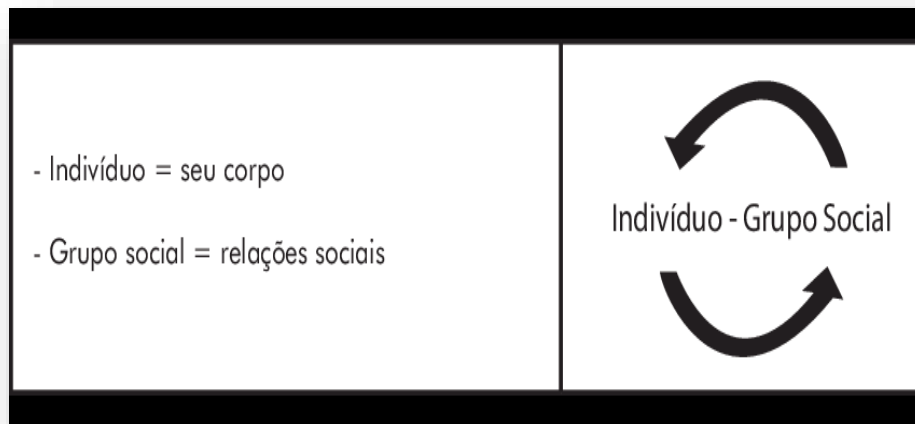 - Indivíduo = seu corpo
- Grupo social = relações sociais
Indivíduo - Grupo Social